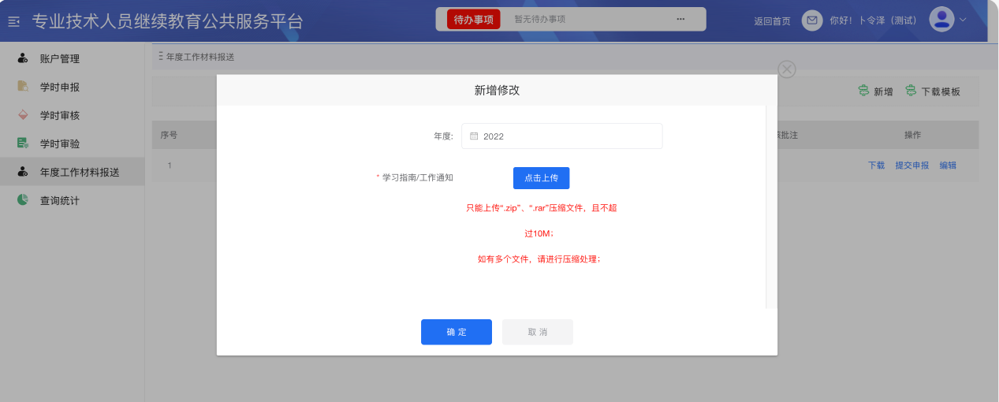 专业技术人员继续教育公共服务平台
待办事项 暂无待办事项 ···
返回首页 你好！卜令泽（测试）
账户管理
学时申报
学时审核
学时审验
年度工作材料报送
查询统计
年度工作材料报送
新增 下载模板
序号 批注 操作
1 下载 提交申报 编辑
新增修改
年度: 2022
* 学习指南/工作通知 点击上传
只能上传“.zip”、“.rar”压缩文件，且不超
过10M；
如有多个文件，请进行压缩处理；
确 定 取 消